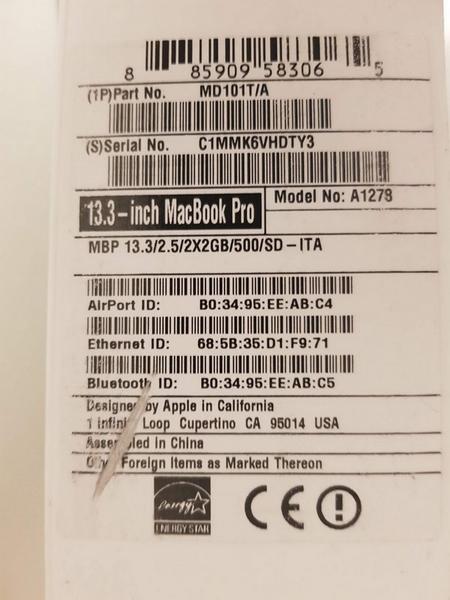 8 85909 58306 5
(1P)Part No. MD101T/A
(S)Serial No. C1MMK6VHDTY3
13.3-inch MacBook Pro
Model No: A1278
MBP 13.3/2.5/2X2GB/500/SD-ITA
AirPort ID: B0:34:95:EE:AB:C4
Ethernet ID: 68:5B:35:D1:F9:71
Bluetooth ID: B0:34:95:EE:AB:C5
Designed by Apple in California
1 Infinite Loop Cupertino CA 95014 USA
Assembled in China
Other Foreign Items as Marked Thereon
energy
ENERGY STAR
CE